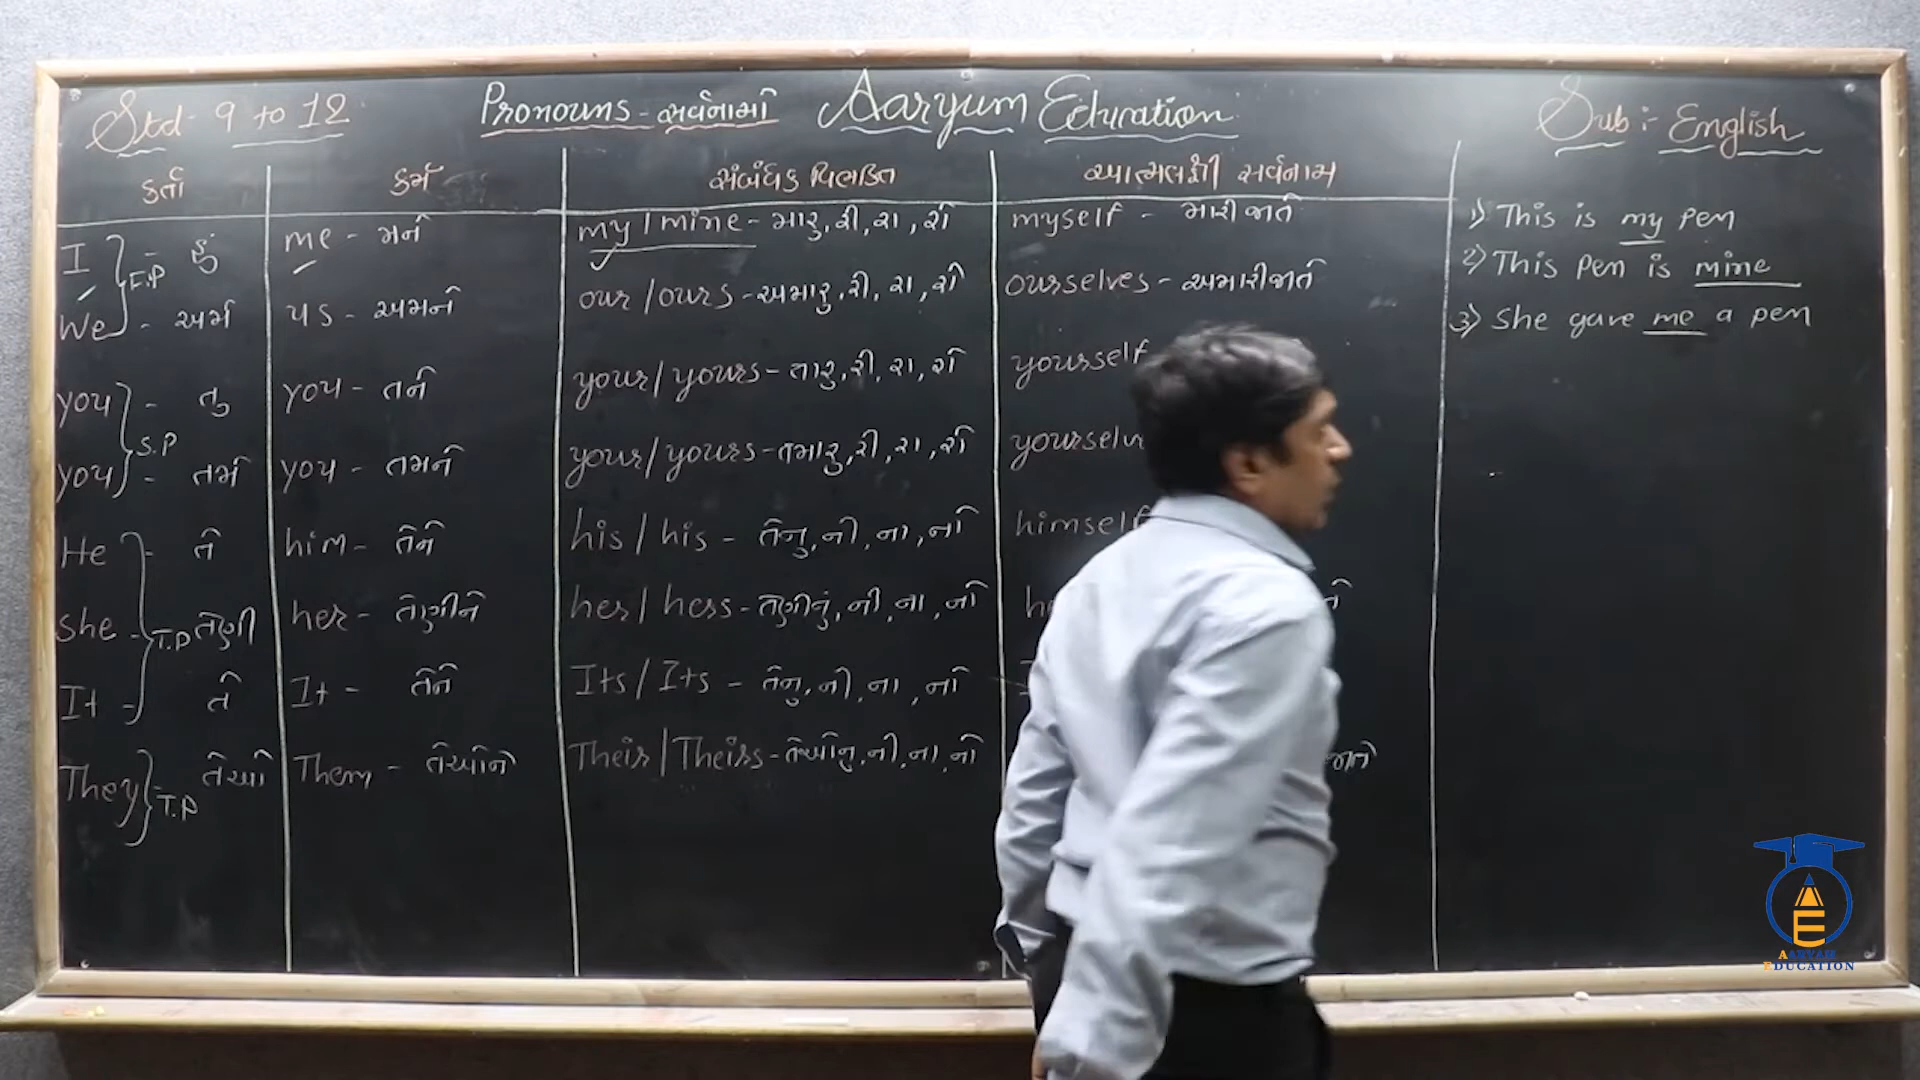 Std- 9 to 12
Pronouns - સર્વનામો
Aaryum Education
Sub:- English
કર્તા કર્મ સંબંધક વિભક્તિ આત્મલક્ષી સર્વનામ
I - હું me - મને my / mine - મારુ, રી, રા, રો myself - મારીજાતે
F.P
We - અમે us - અમને our / ours - અમારુ, રી, રા, રો ourselves - અમારીજાતે
you - તુ you - તને your / yours - તારુ, રી, રા, રો yourself
S.P
you - તમે you - તમને your / yours - તમારુ, રી, રા, રો
He - તે him - તેને his / his - તેનુ, ની, ના, નો himself
She - તેણી her - તેણીને her / hers - તેણીનું, ની, ના, નો
T.P
It - તે It - તેને Its / Its - તેનુ, ની, ના, નો
They - તેઓ Them - તેઓને Their / Theirs - તેઓનુ, ની, ના, નો
T.P
1) This is my pen
2) This pen is mine
3) She gave me a pen
AARYAM
EDUCATION